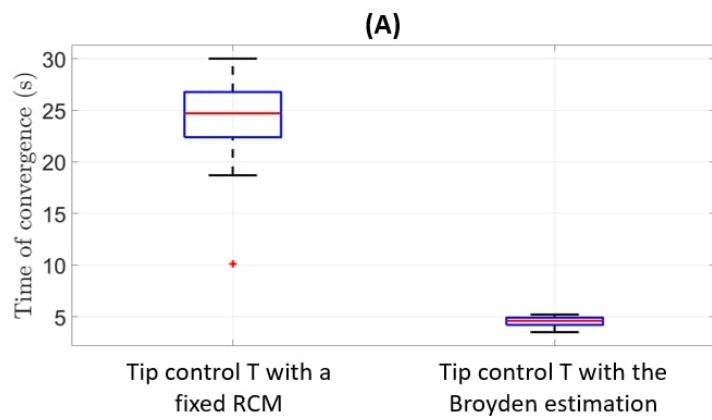 (A)
Time of convergence (s)
30
25
20
15
10
5
Tip control T with a
fixed RCM
Tip control T with the
Broyden estimation